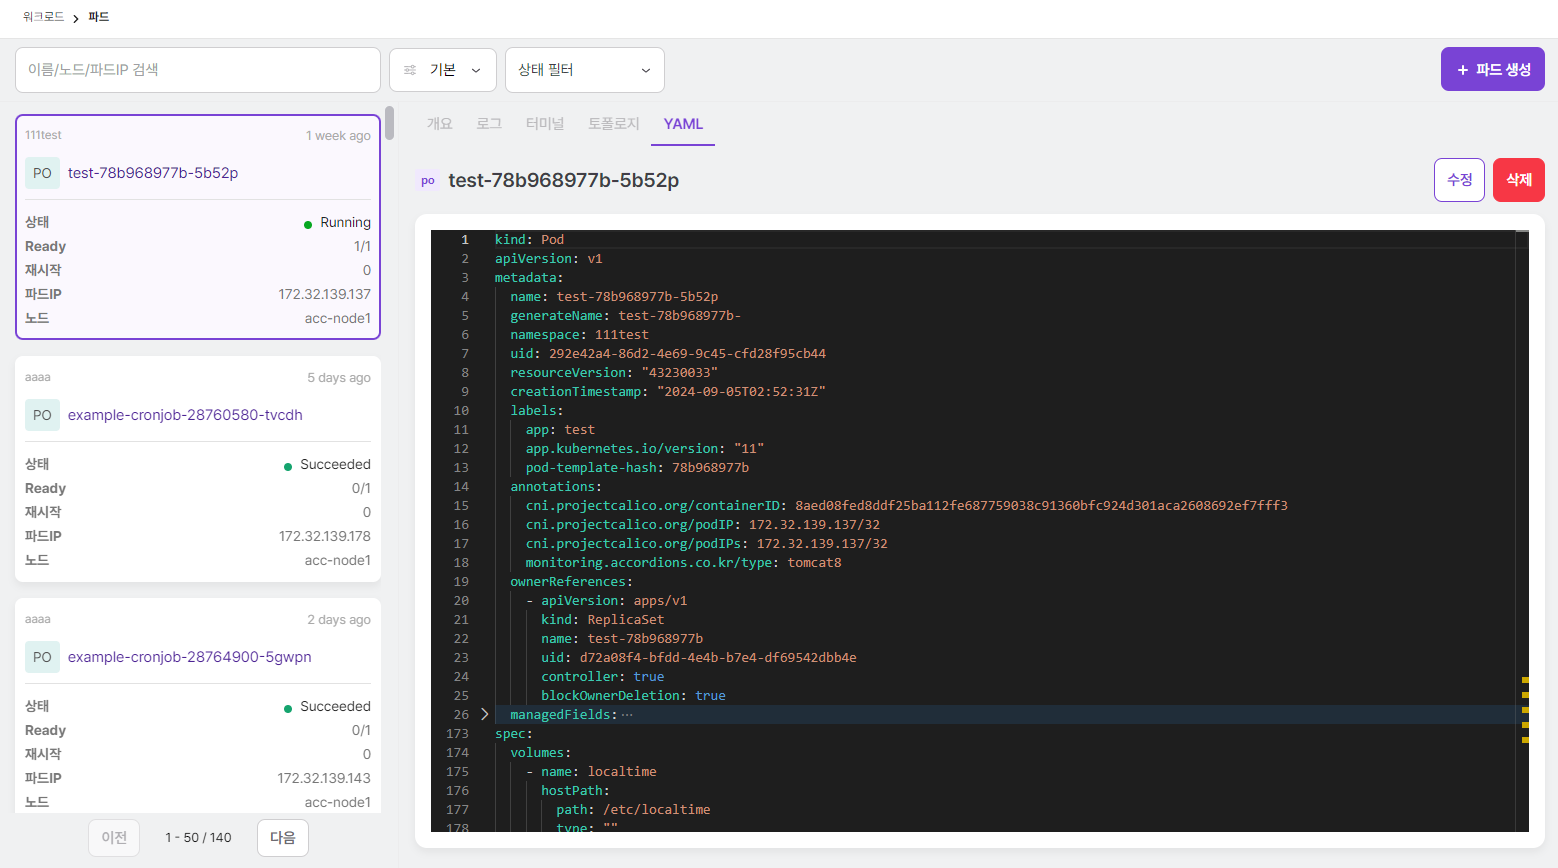 워크로드 > 파드
이름/노드/파드IP 검색
기본
상태 필터
+ 파드 생성
111test
1 week ago
PO test-78b968977b-5b52p
상태 Running
Ready 1/1
재시작 0
파드IP 172.32.139.137
노드 acc-node1
aaaa
5 days ago
PO example-cronjob-28760580-tvcdh
상태 Succeeded
Ready 0/1
재시작 0
파드IP 172.32.139.178
노드 acc-node1
aaaa
2 days ago
PO example-cronjob-28764900-5gwpn
상태 Succeeded
Ready 0/1
재시작 0
파드IP 172.32.139.143
노드 acc-node1
이전 1 - 50 / 140 다음
개요 로그 터미널 토폴로지 YAML
po test-78b968977b-5b52p
수정 삭제
1 kind: Pod
2 apiVersion: v1
3 metadata:
4 name: test-78b968977b-5b52p
5 generateName: test-78b968977b-
6 namespace: 111test
7 uid: 292e42a4-86d2-4e69-9c45-cfd28f95cb44
8 resourceVersion: "43230033"
9 creationTimestamp: "2024-09-05T02:52:31Z"
10 labels:
11 app: test
12 app.kubernetes.io/version: "11"
13 pod-template-hash: 78b968977b
14 annotations:
15 cni.projectcalico.org/containerID: 8aed08fed8ddf25ba112fe687759038c91360bfc924d301aca2608692ef7fff3
16 cni.projectcalico.org/podIP: 172.32.139.137/32
17 cni.projectcalico.org/podIPs: 172.32.139.137/32
18 monitoring.accordions.co.kr/type: tomcat8
19 ownerReferences:
20 - apiVersion: apps/v1
21 kind: ReplicaSet
22 name: test-78b968977b
23 uid: d72a08f4-bfdd-4e4b-b7e4-df69542dbb4e
24 controller: true
25 blockOwnerDeletion: true
26 managedFields: ···
173 spec:
174 volumes:
175 - name: localtime
176 hostPath:
177 path: /etc/localtime
178 type: ""